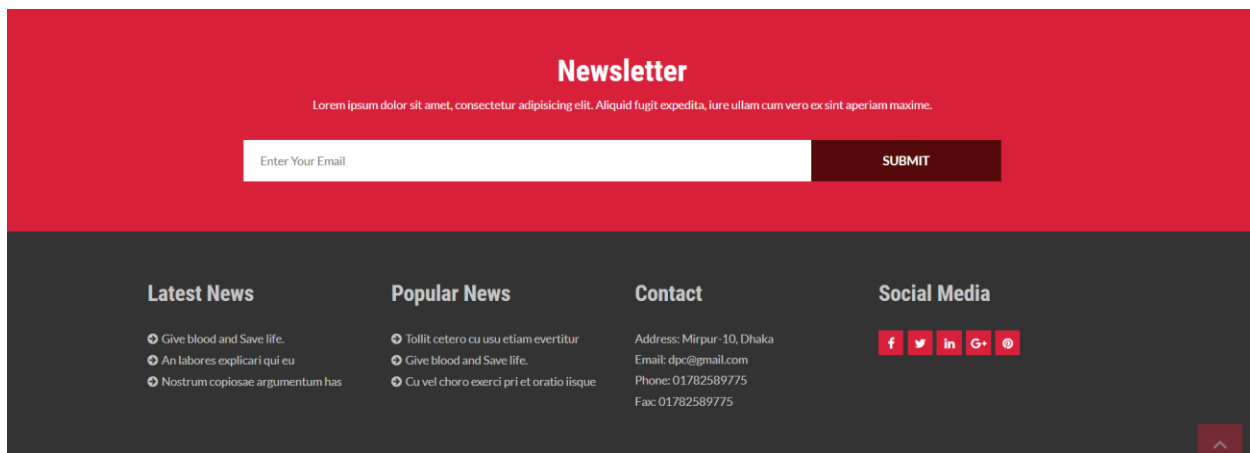 Newsletter
Lorem ipsum dolor sit amet, consectetur adipisicing elit. Aliquid fugit expedita, iure ullam cum vero ex sint aperiam maxime.
Enter Your Email
SUBMIT
Latest News
Give blood and Save life.
An labores explicari qui eu
Nostrum copiosae argumentum has
Popular News
Tollit cetero cu usu etiam evertitur
Give blood and Save life.
Cu vel choro exerci pri et oratio iisque
Contact
Address: Mirpur-10, Dhaka
Email: dpc@gmail.com
Phone: 01782589775
Fax: 01782589775
Social Media
f
in
G+